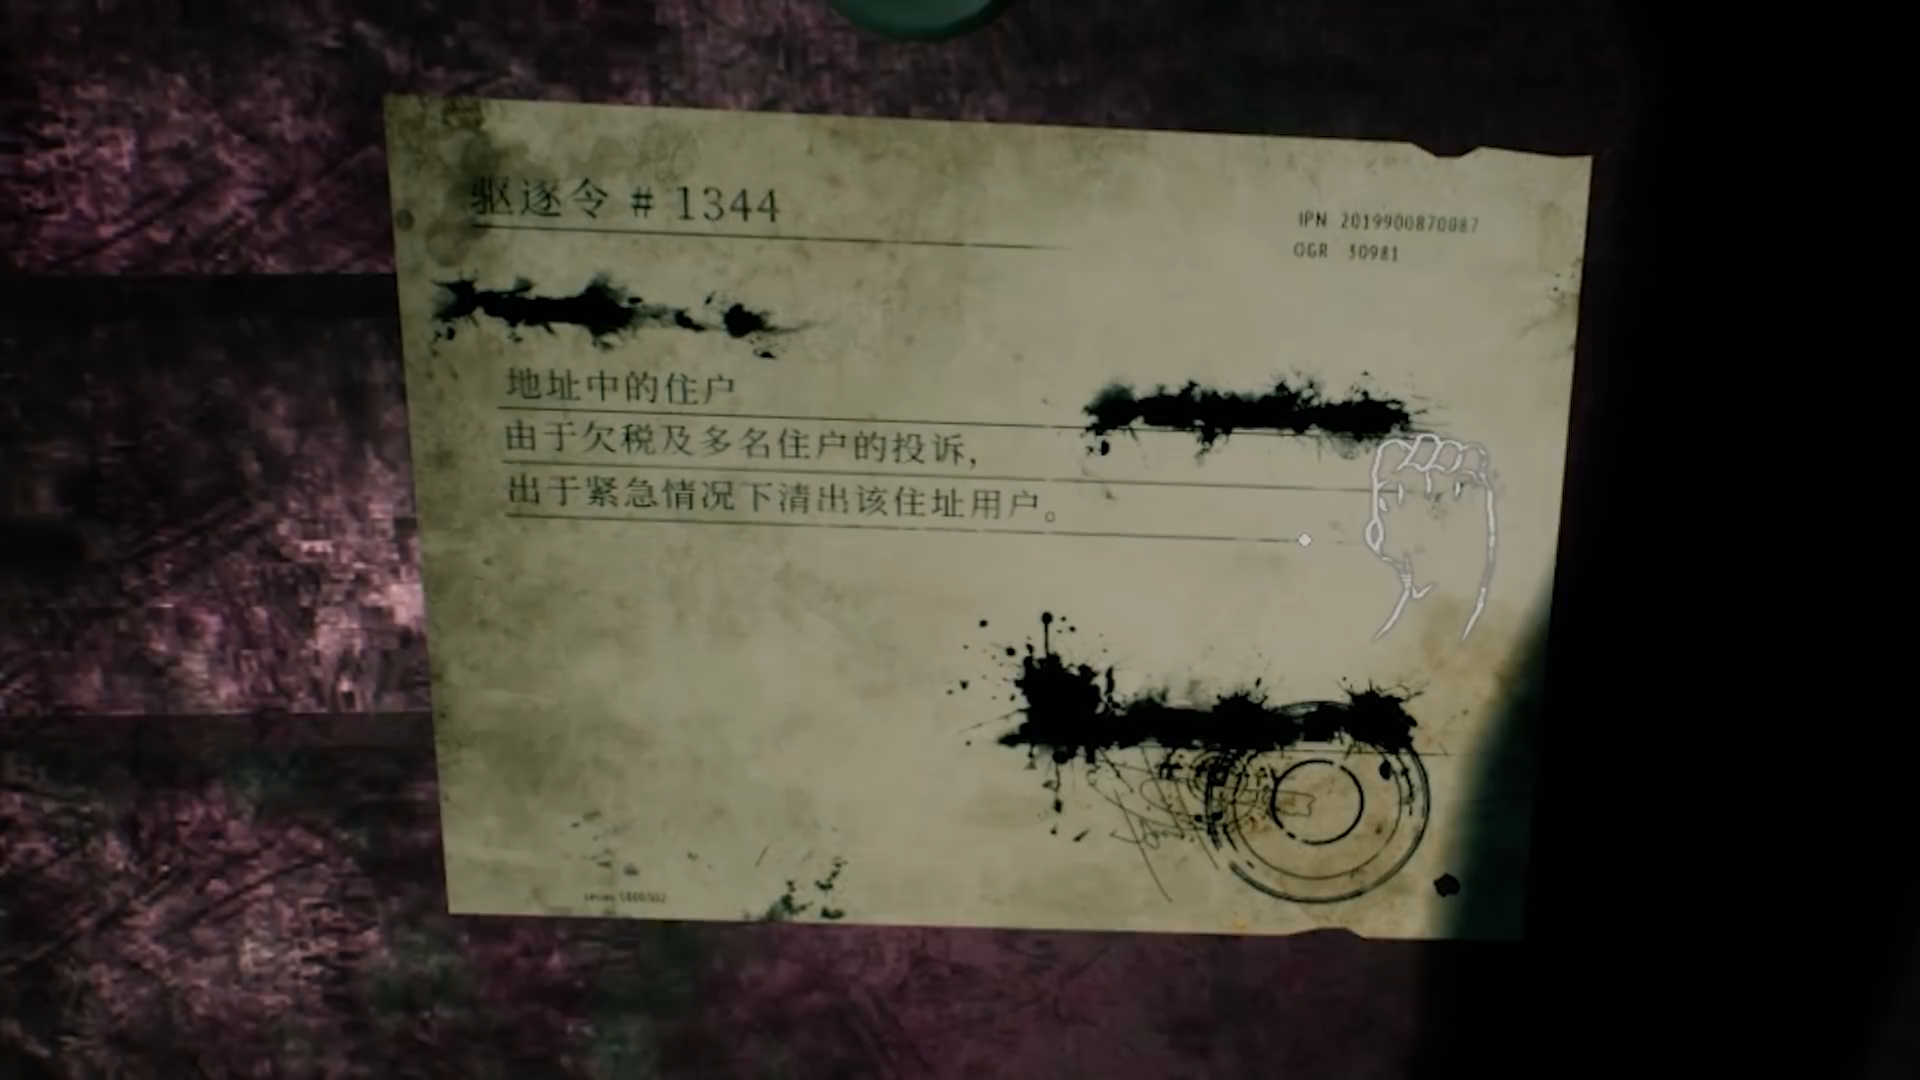 驱逐令 # 1344
IPN 2019900870087
OGR 30981
地址中的住户
由于欠税及多名住户的投诉,
出于紧急情况下清出该住址用户。